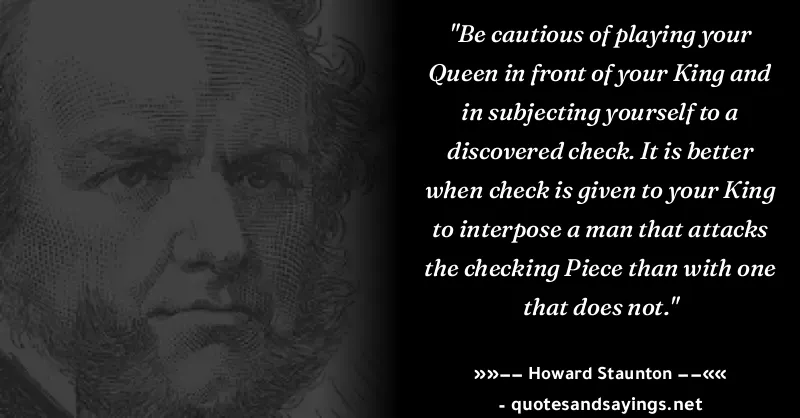 "Be cautious of playing your
Queen in front of your King and
in subjecting yourself to a
discovered check. It is better
when check is given to your King
to interpose a man that attacks
the checking Piece than with one
that does not."
»»−− Howard Staunton −−««
- quotesandsayings.net